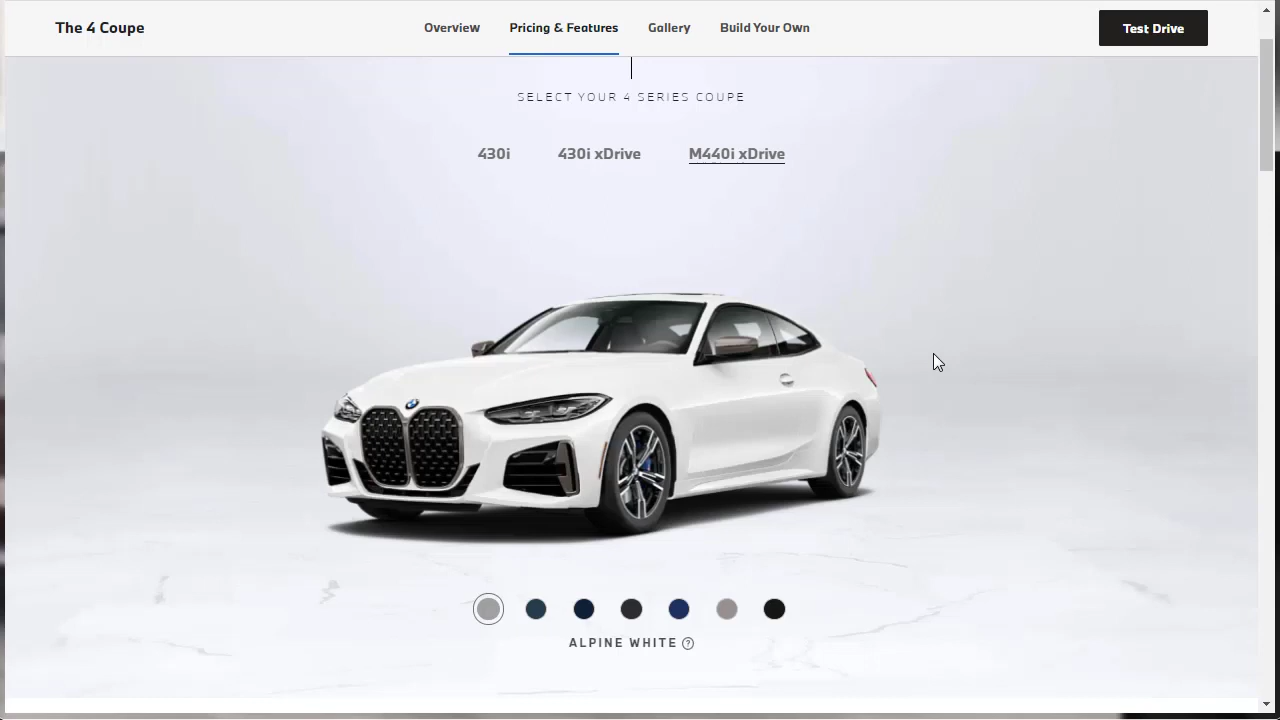 The 4 Coupe
Overview
Pricing & Features
Gallery
Build Your Own
Test Drive
SELECT YOUR 4 SERIES COUPE
430i
430i xDrive
M440i xDrive
ALPINE WHITE ?